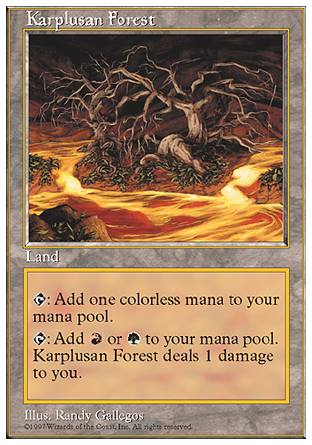 Karplusan Forest
Land
: Add one colorless mana to your
mana pool.
: Add or to your mana pool.
Karplusan Forest deals 1 damage
to you.
Illus. Randy Gallegos
©1997 Wizards of the Coast, Inc. All rights reserved.